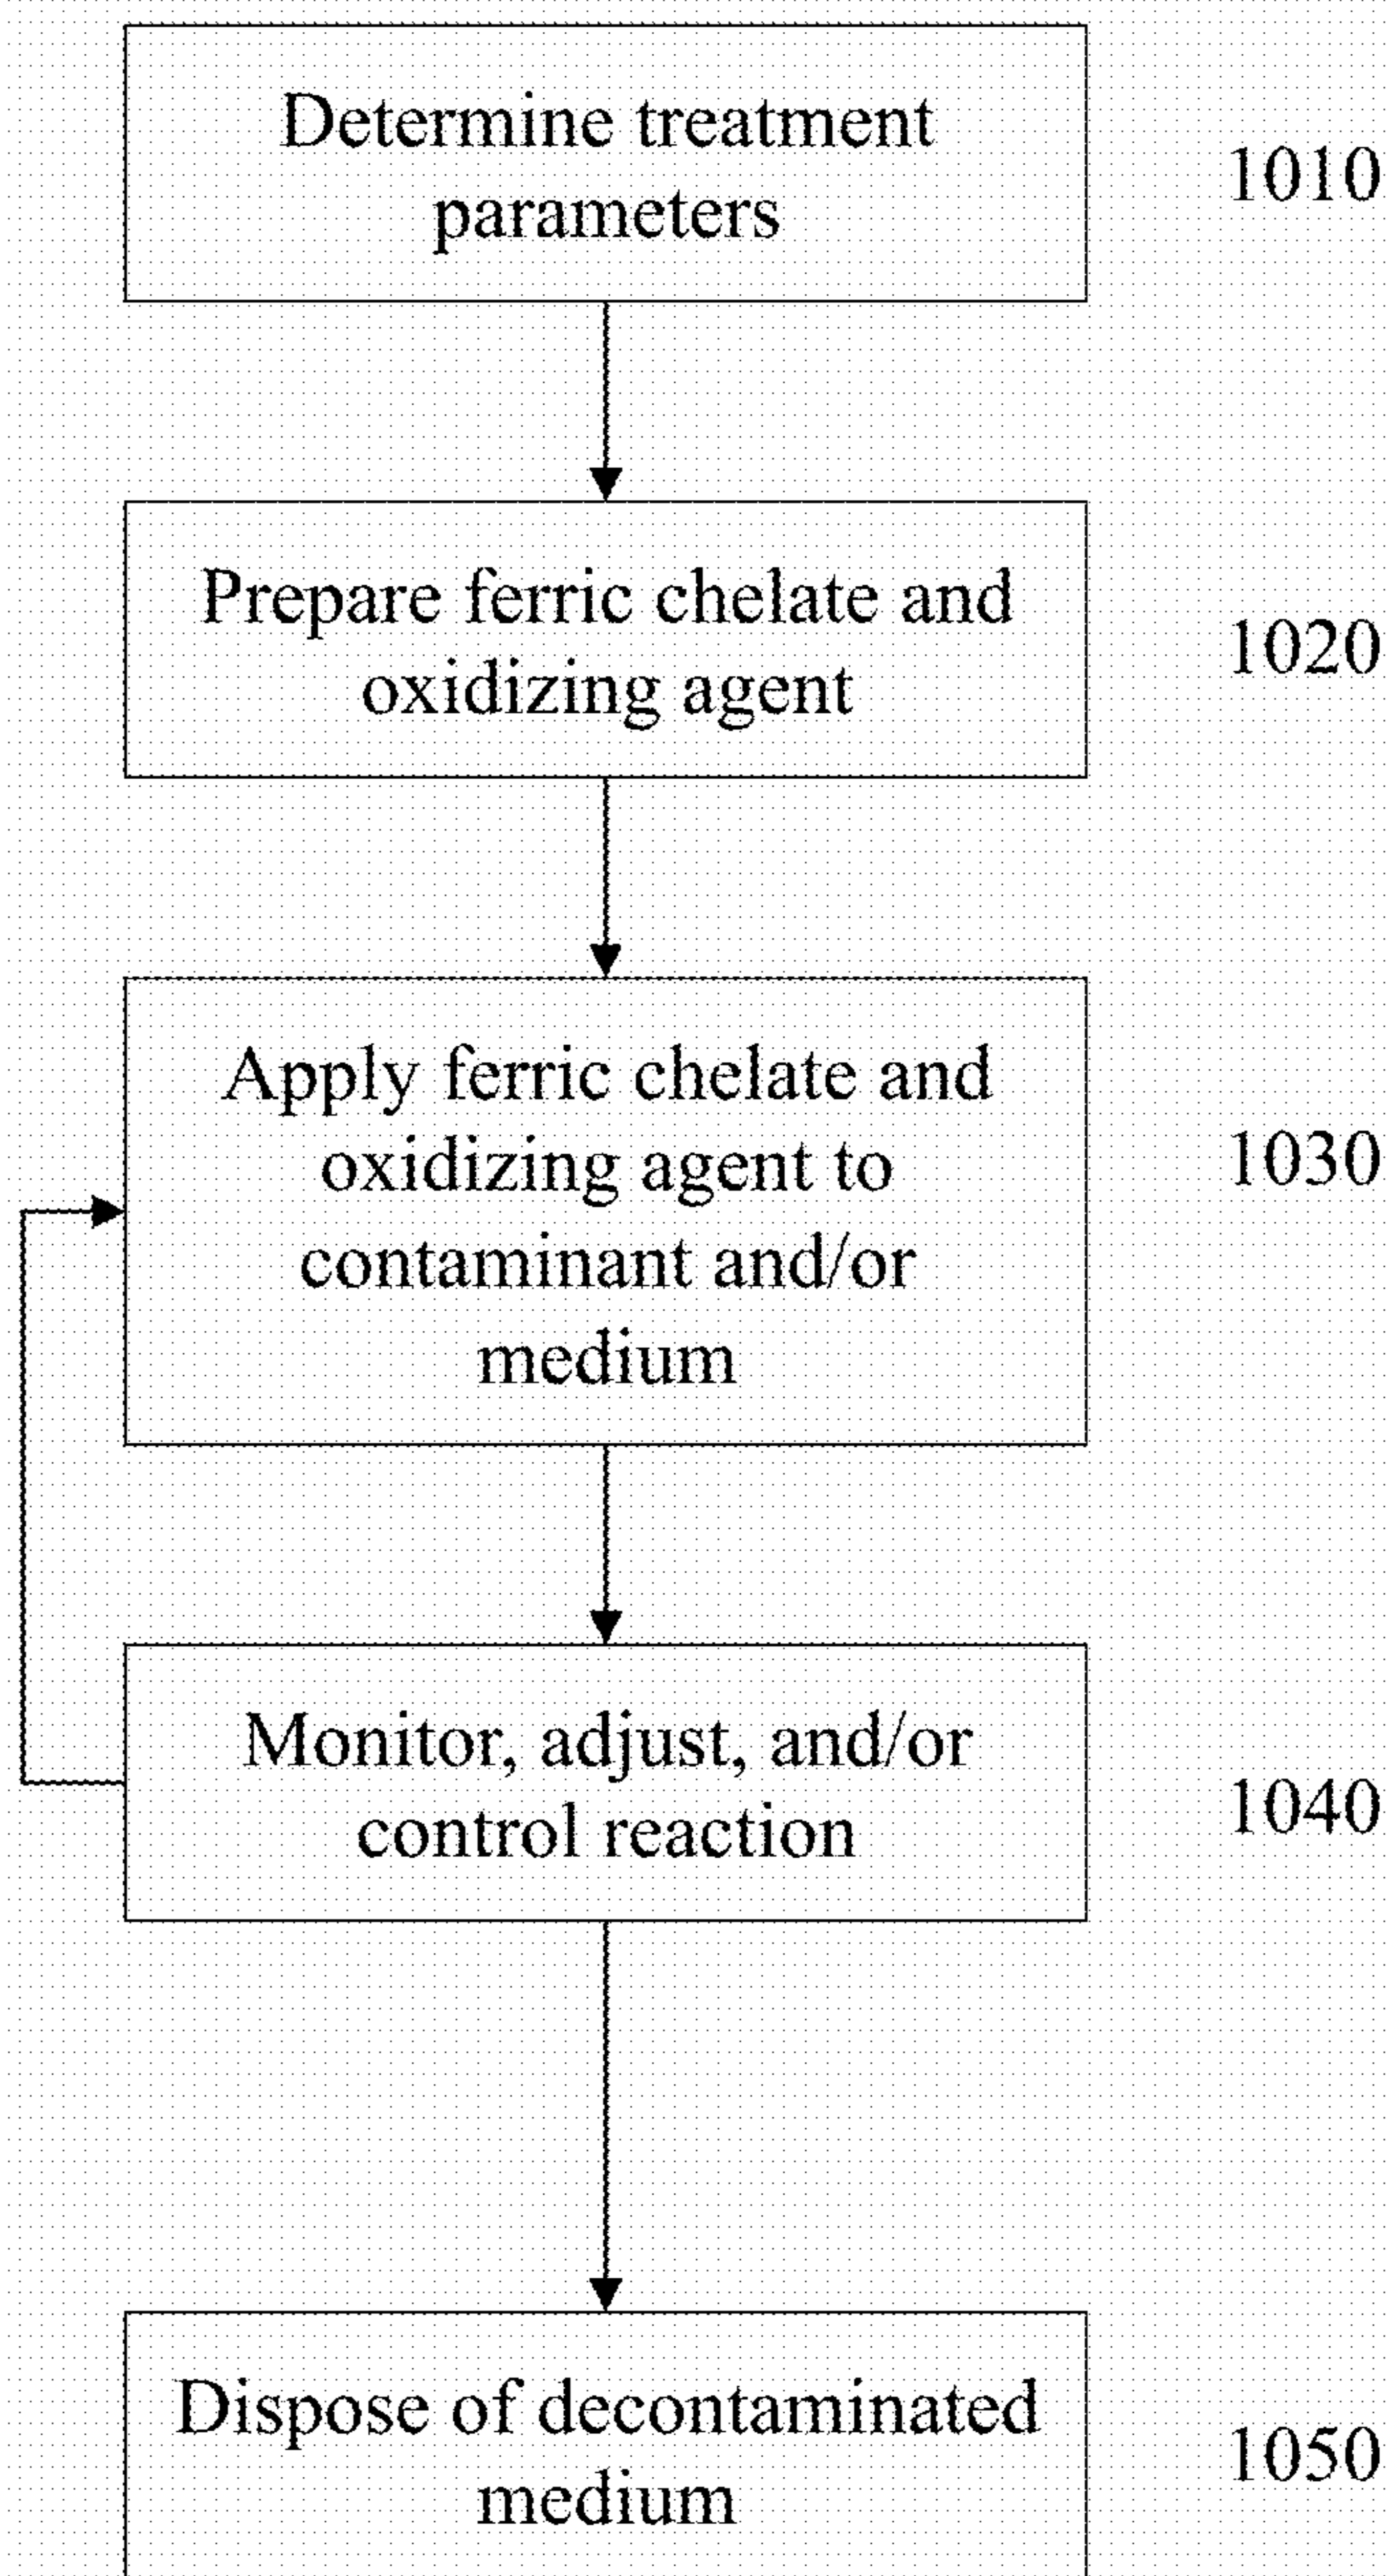 Determine treatment
parameters
1010
Prepare ferric chelate and
oxidizing agent
1020
Apply ferric chelate and
oxidizing agent to
contaminant and/or
medium
1030
Monitor, adjust, and/or
control reaction
1040
Dispose of decontaminated
medium
1050